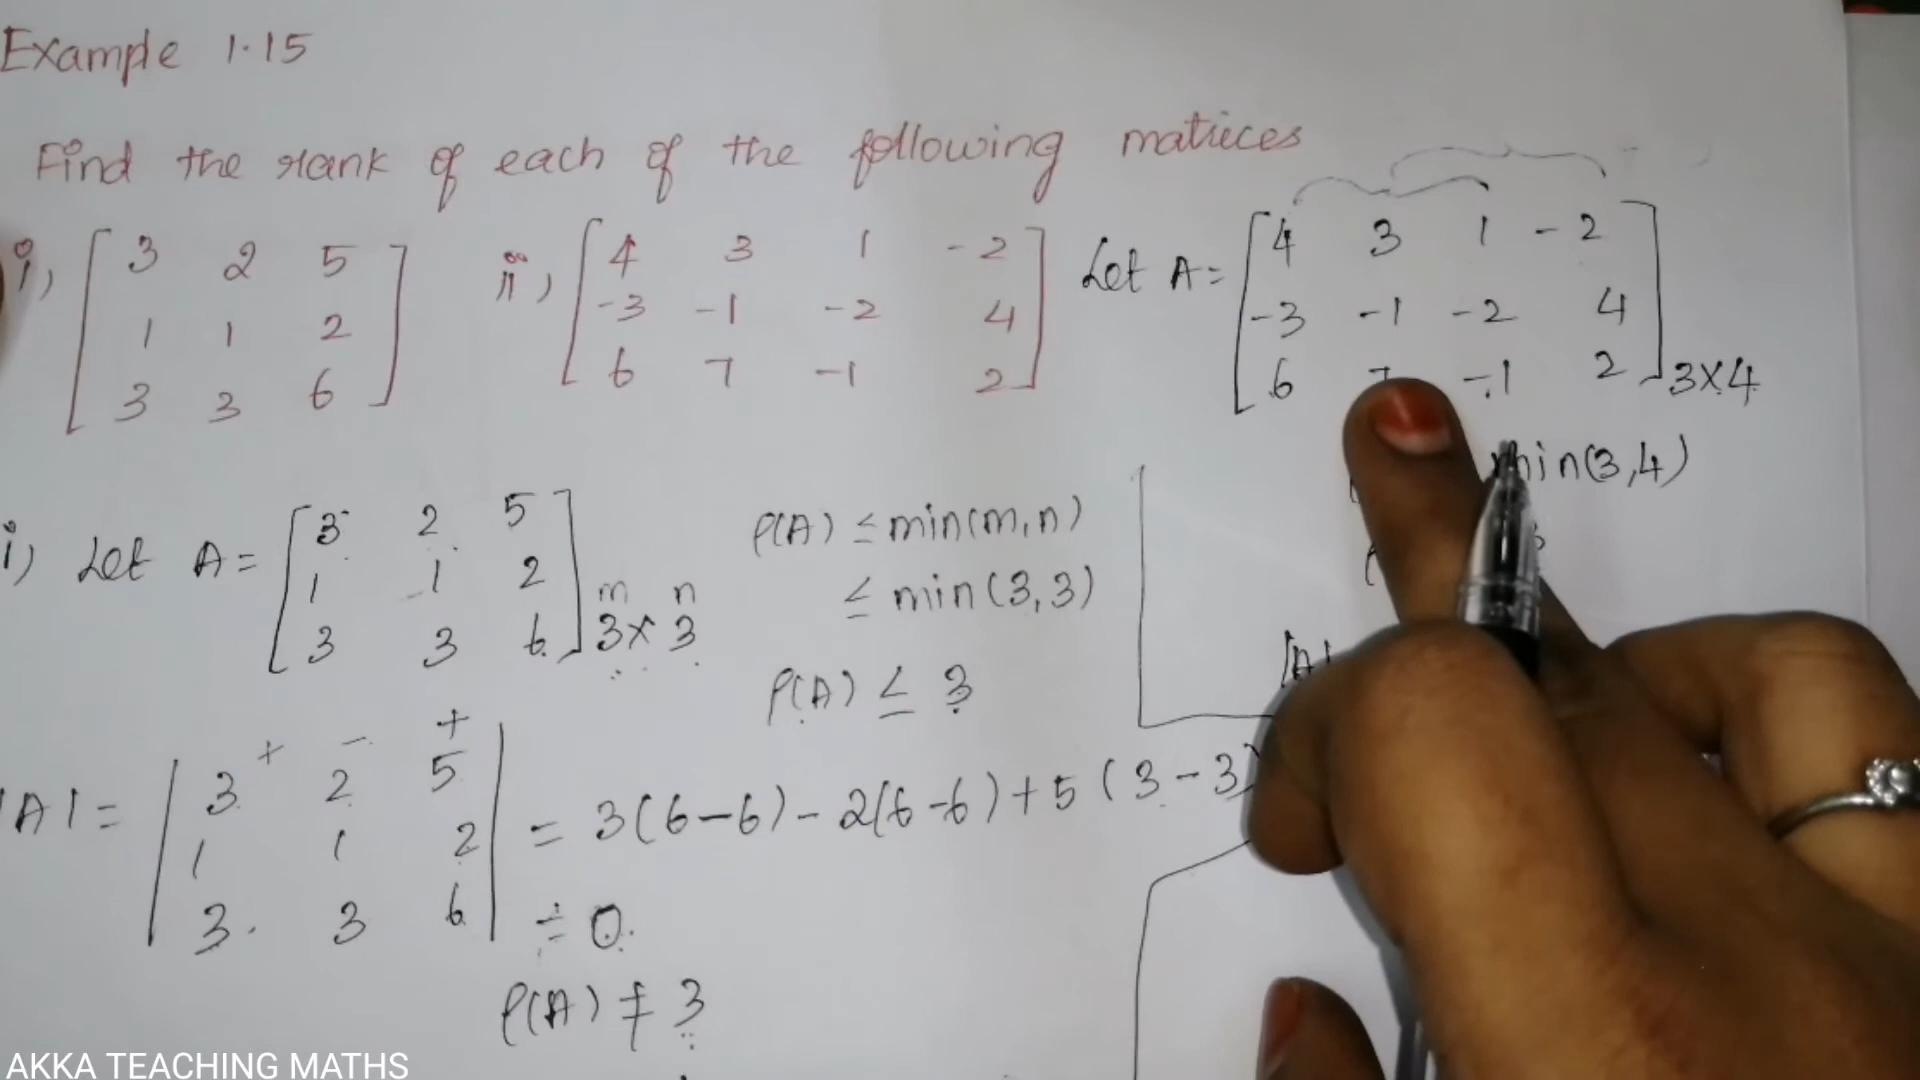 Example 1.15
Find the rank of each of the following matrices
i) [ 3 2 5
1 1 2
3 3 6 ]
ii) [ 4 3 1 -2
-3 -1 -2 4
6 7 -1 2 ]
Let A = [ 4 3 1 -2
-3 -1 -2 4
6 7 -1 2 ] 3×4
min(3,4)
i) Let A = [ 3 2 5
1 1 2
3 3 6 ] m n 3×3
ρ(A) ≤ min(m,n)
≤ min(3,3)
ρ(A) ≤ 3
|A|
|A| = | 3 + 2 - 5 +
1 1 2
3 3 6 | = 3(6-6) - 2(6-6) + 5(3-3)
= 0
ρ(A) ≠ 3
AKKA TEACHING MATHS